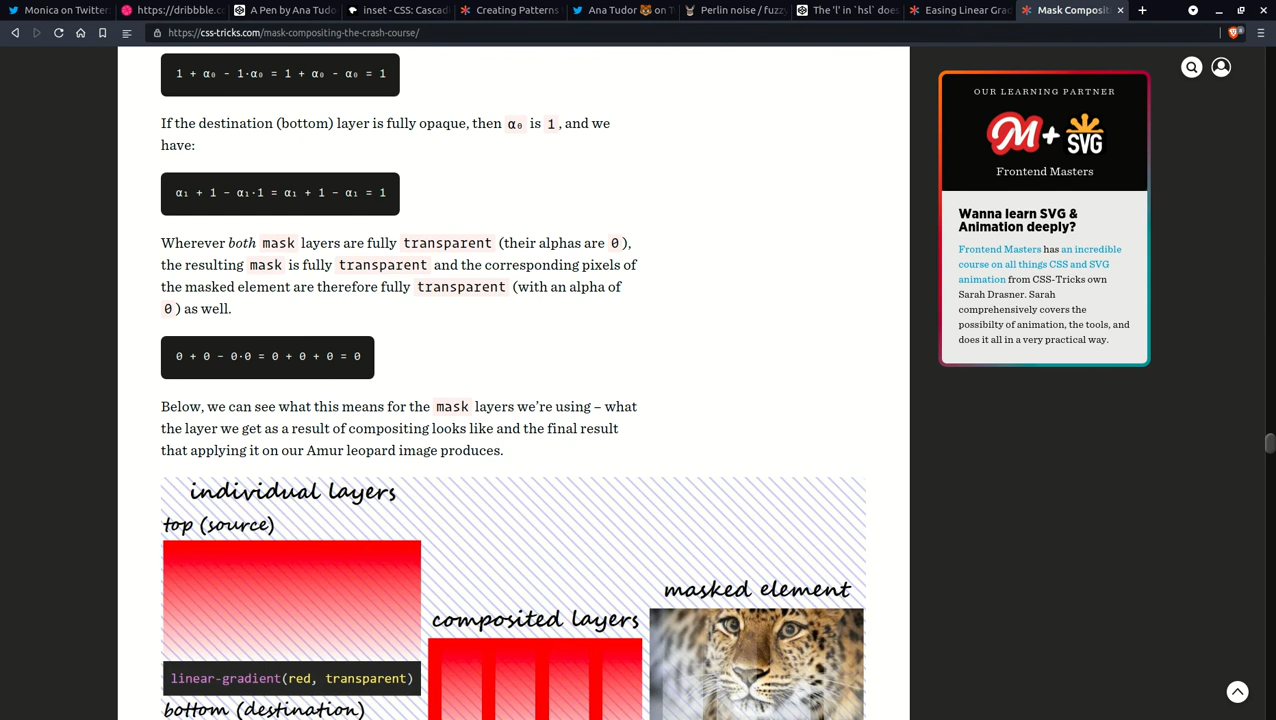 Monica on Twitter:
https://dribbble.c
A Pen by Ana Tudo
inset - CSS: Cascad
Creating Patterns
Ana Tudor 🐯 on T
Perlin noise / fuzzy
The 'l' in `hsl` does
Easing Linear Gra
Mask Composit
https://css-tricks.com/mask-compositing-the-crash-course/
1 + α₀ - 1·α₀ = 1 + α₀ - α₀ = 1
If the destination (bottom) layer is fully opaque, then α₀ is 1, and we
have:
α₁ + 1 – α₁·1 = α₁ + 1 – α₁ = 1
Wherever both mask layers are fully transparent (their alphas are 0),
the resulting mask is fully transparent and the corresponding pixels of
the masked element are therefore fully transparent (with an alpha of
0) as well.
0 + 0 – 0·0 = 0 + 0 + 0 = 0
Below, we can see what this means for the mask layers we’re using – what
the layer we get as a result of compositing looks like and the final result
that applying it on our Amur leopard image produces.
individual layers
top (source)
linear-gradient(red, transparent)
bottom (destination)
composited layers
masked element
OUR LEARNING PARTNER
M + SVG
Frontend Masters
Wanna learn SVG &
Animation deeply?
Frontend Masters has an incredible
course on all things CSS and SVG
animation from CSS-Tricks own
Sarah Drasner. Sarah
comprehensively covers the
possibilty of animation, the tools, and
does it all in a very practical way.